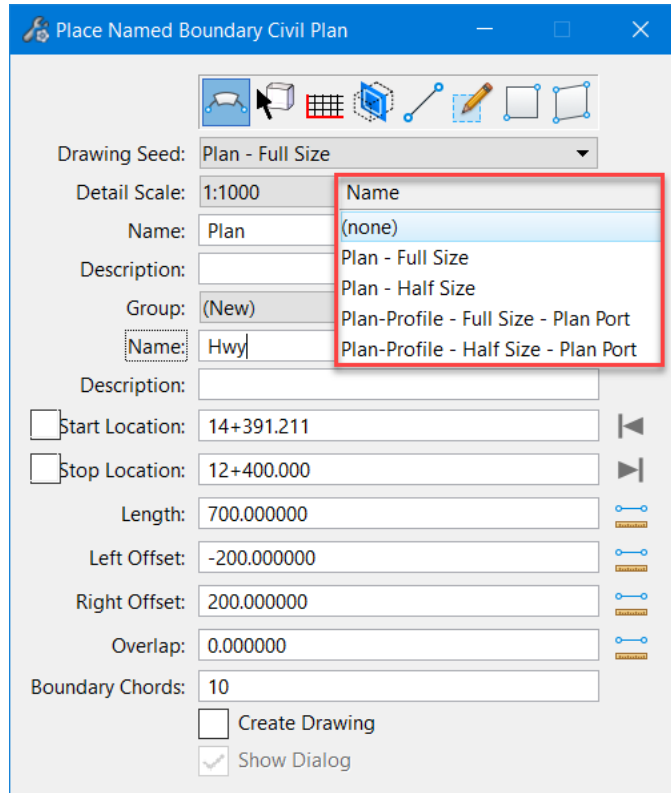 Place Named Boundary Civil Plan
Drawing Seed: Plan - Full Size
Detail Scale: 1:1000
Name
Name: Plan
(none)
Plan - Full Size
Description:
Plan - Half Size
Group: (New)
Plan-Profile - Full Size - Plan Port
Name: Hwy
Plan-Profile - Half Size - Plan Port
Description:
Start Location: 14+391.211
Stop Location: 12+400.000
Length: 700.000000
Left Offset: -200.000000
Right Offset: 200.000000
Overlap: 0.000000
Boundary Chords: 10
Create Drawing
Show Dialog